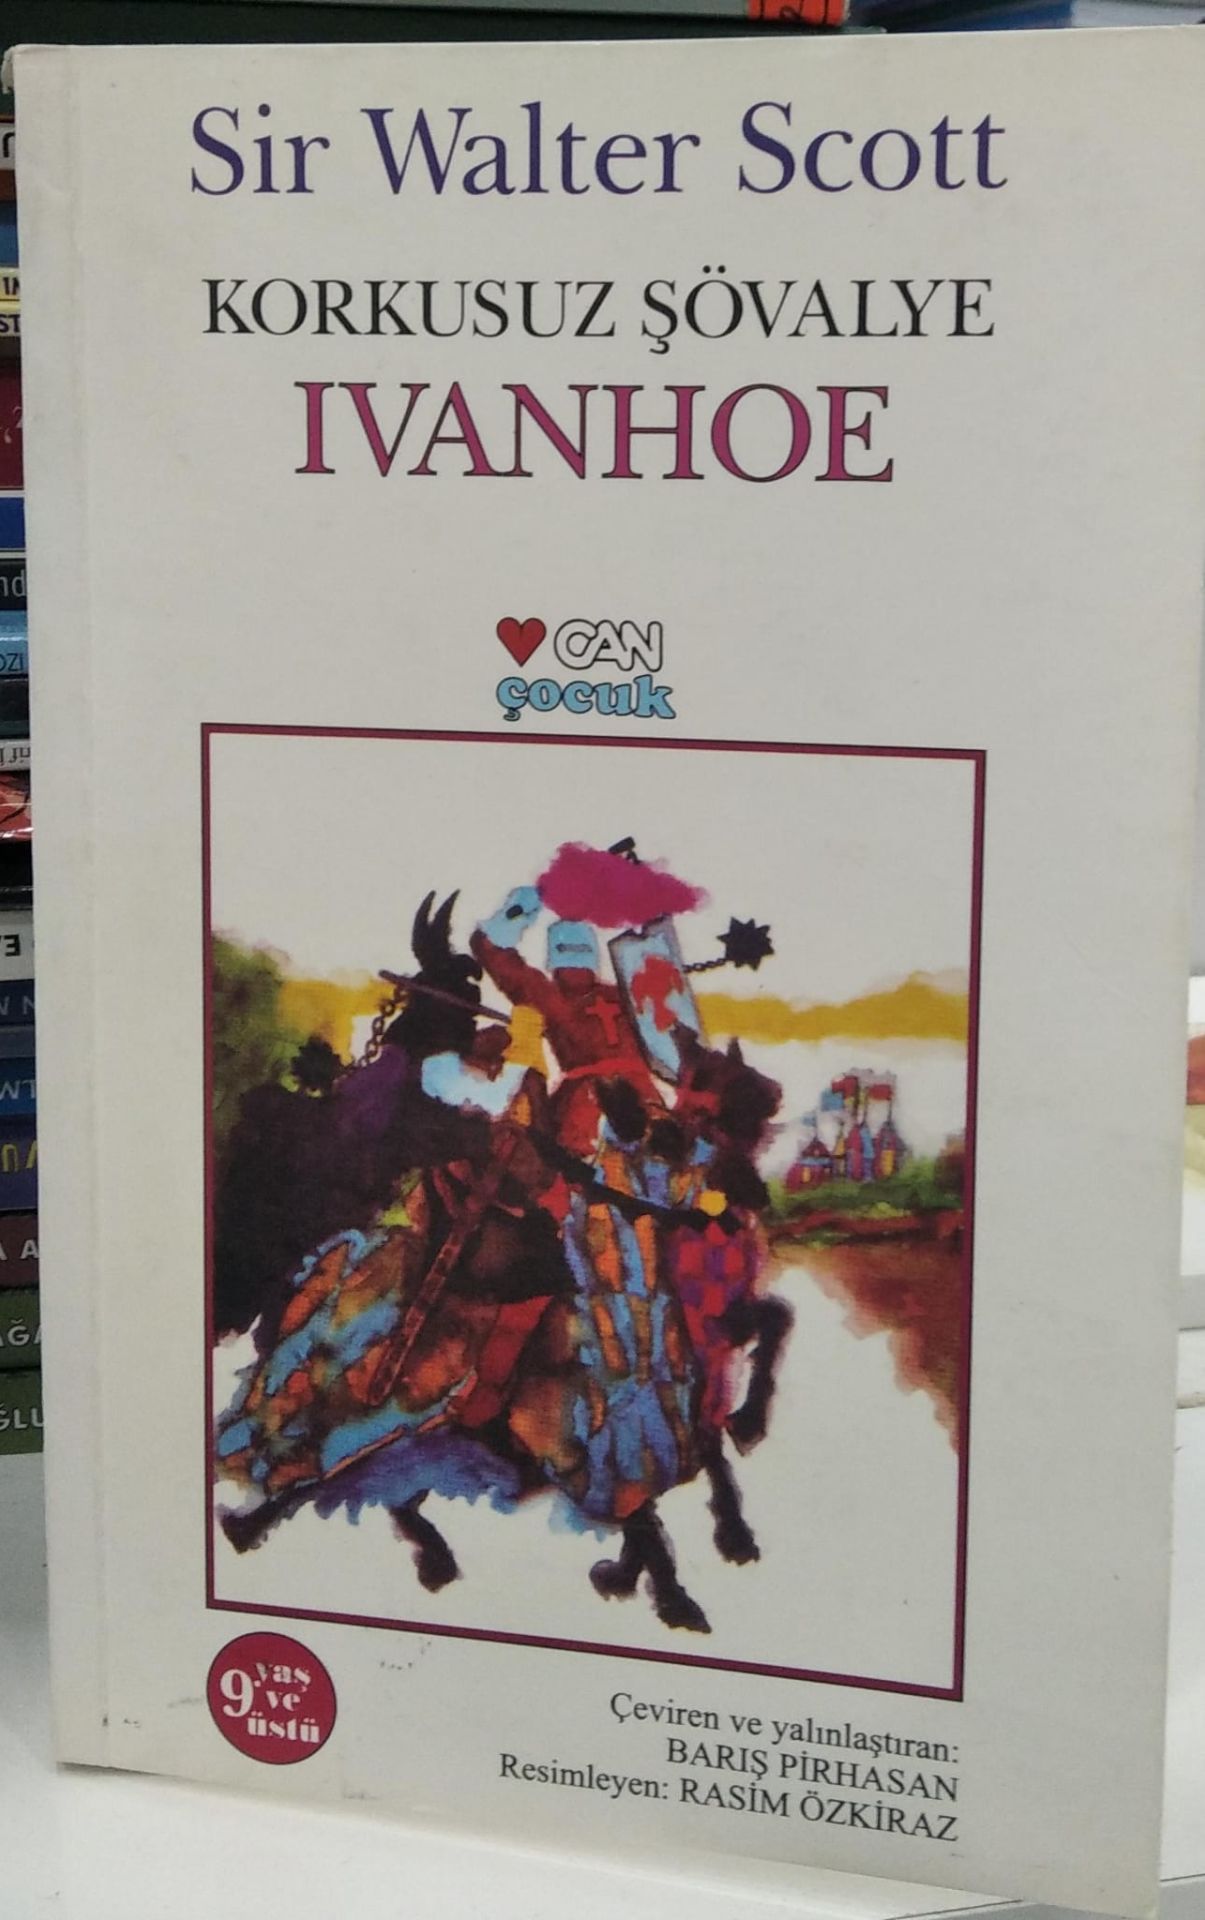 Sir Walter Scott
KORKUSUZ ŞÖVALYE
IVANHOE
CAN
çocuk
9 yaş
ve
üstü
Çeviren ve yalınlaştıran:
BARIŞ PİRHASAN
Resimleyen: RASİM ÖZKİRAZ